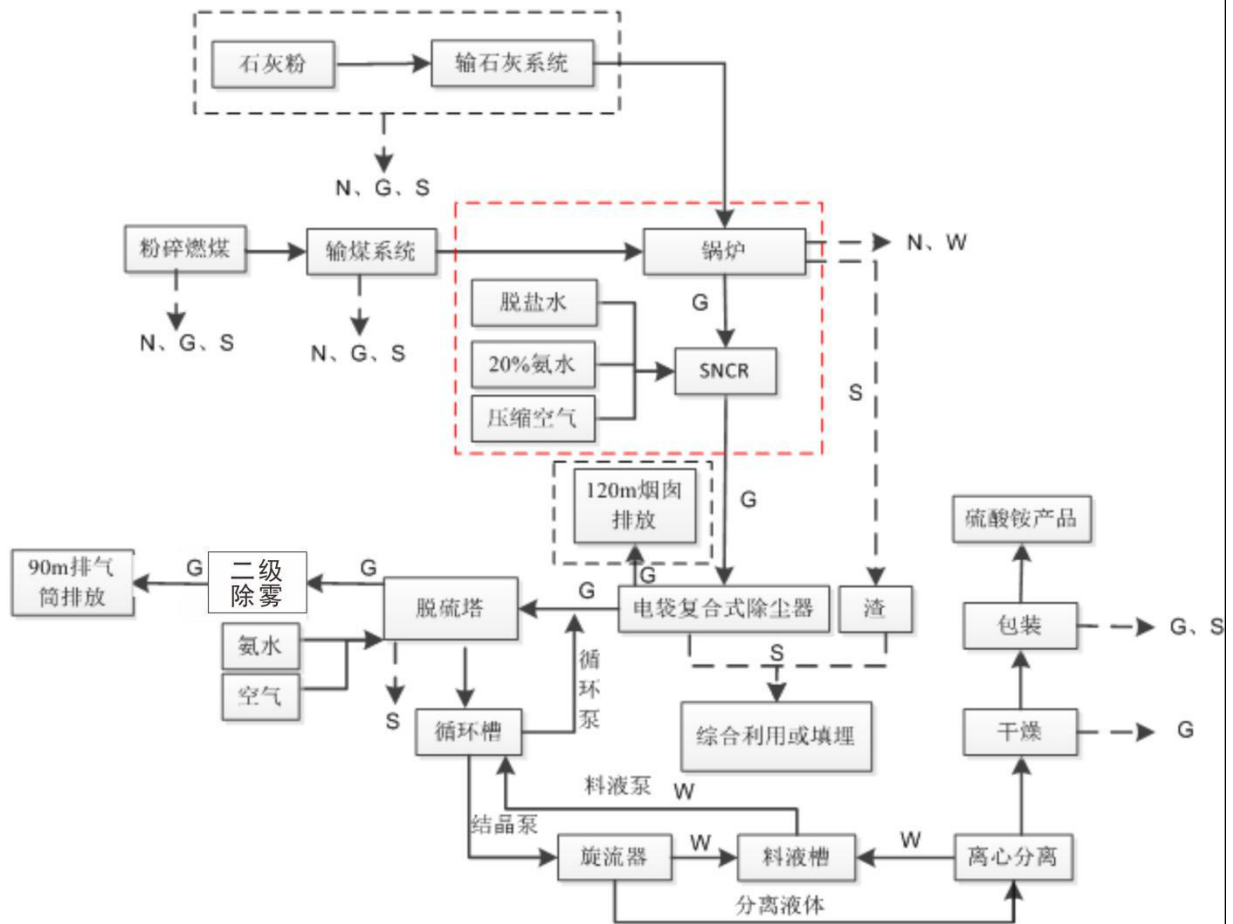 石灰粉
输石灰系统
N、G、S
粉碎燃煤
输煤系统
锅炉
N、W
N、G、S
N、G、S
脱盐水
G
20%氨水
SNCR
压缩空气
S
120m烟囱
排放
G
硫酸铵产品
90m排气
筒排放
G
二级
除雾
G
脱硫塔
G
G
电袋复合式除尘器
渣
包装
G、S
氨水
空气
S
循
环
泵
S
循环槽
综合利用或填埋
干燥
G
料液泵
W
结晶泵
旋流器
W
料液槽
W
离心分离
分离液体